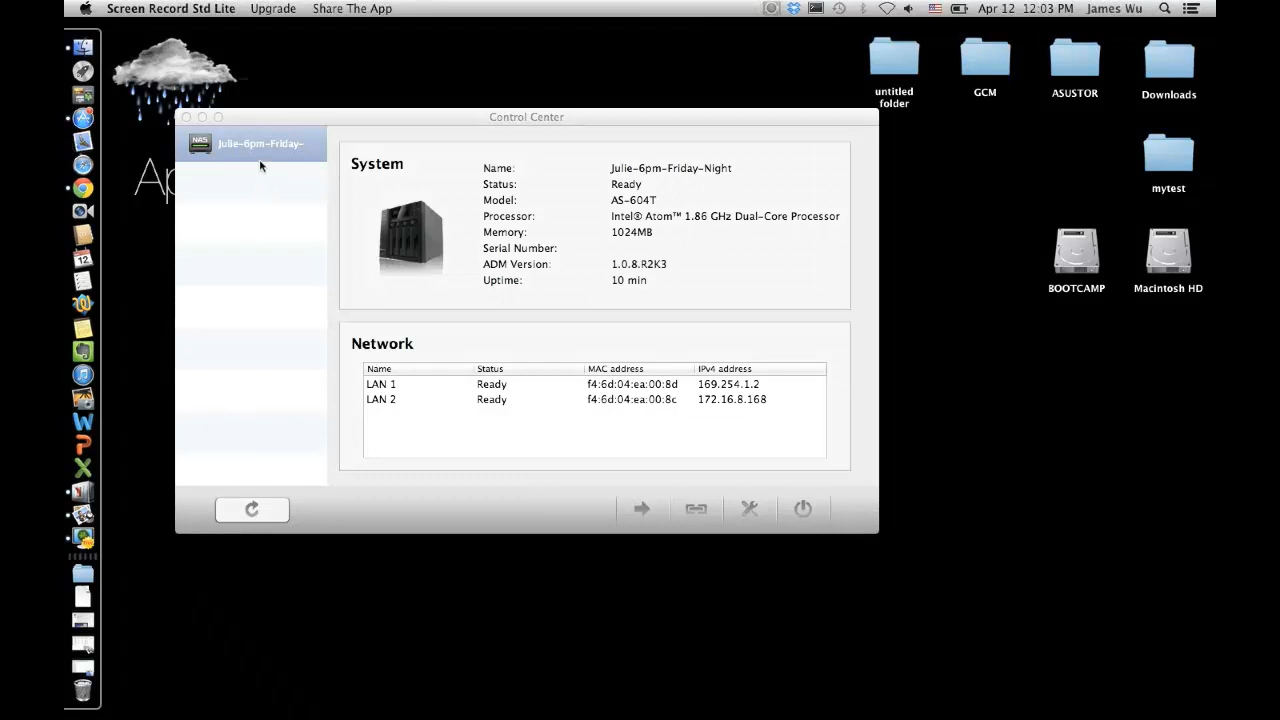 Screen Record Std Lite Upgrade Share The App Apr 12 12:03 PM James Wu
untitled folder
GCM
ASUSTOR
Downloads
mytest
BOOTCAMP
Macintosh HD
Ap
12
Control Center
NAS Julie-6pm-Friday-
System
Name: Julie-6pm-Friday-Night
Status: Ready
Model: AS-604T
Processor: Intel® Atom™ 1.86 GHz Dual-Core Processor
Memory: 1024MB
Serial Number:
ADM Version: 1.0.8.R2K3
Uptime: 10 min
Network
Name Status MAC address IPv4 address
LAN 1 Ready f4:6d:04:ea:00:8d 169.254.1.2
LAN 2 Ready f4:6d:04:ea:00:8c 172.16.8.168